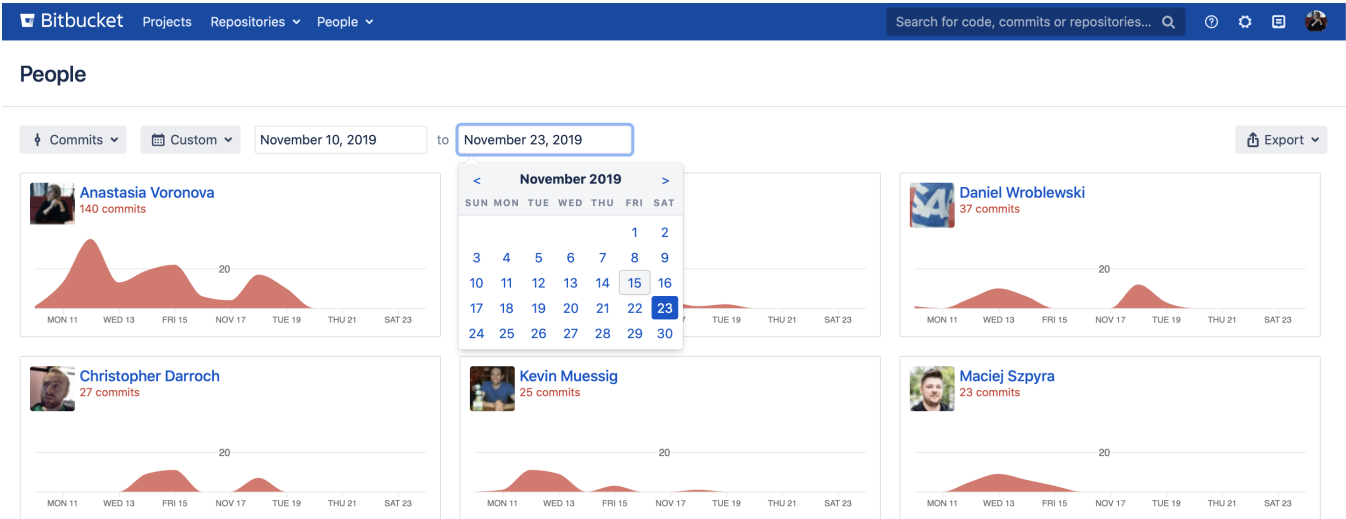 Bitbucket Projects Repositories People Search for code, commits or repositories...
People
Commits Custom November 10, 2019 to November 23, 2019 Export
Anastasia Voronova
140 commits
20
MON 11 WED 13 FRI 15 NOV 17 TUE 19 THU 21 SAT 23
< November 2019 >
SUN MON TUE WED THU FRI SAT
1 2
3 4 5 6 7 8 9
10 11 12 13 14 15 16
17 18 19 20 21 22 23
24 25 26 27 28 29 30
TUE 19 THU 21 SAT 23
Daniel Wroblewski
37 commits
20
MON 11 WED 13 FRI 15 NOV 17 TUE 19 THU 21 SAT 23
Christopher Darroch
27 commits
20
MON 11 WED 13 FRI 15 NOV 17 TUE 19 THU 21 SAT 23
Kevin Muessig
25 commits
20
MON 11 WED 13 FRI 15 NOV 17 TUE 19 THU 21 SAT 23
Maciej Szpyra
23 commits
20
MON 11 WED 13 FRI 15 NOV 17 TUE 19 THU 21 SAT 23